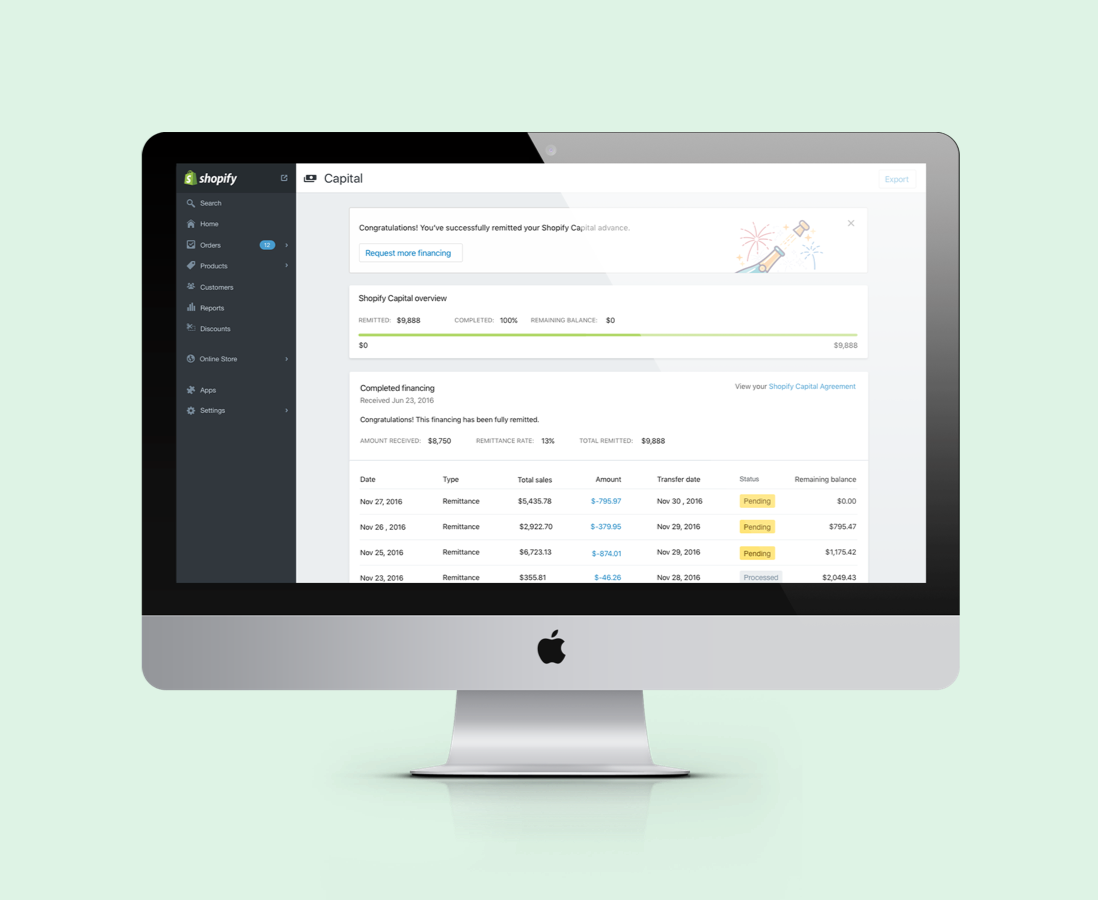 shopify
Capital
Export
Search
Home
Orders 12
Products
Customers
Reports
Discounts
Online Store
Apps
Settings
Congratulations! You've successfully remitted your Shopify Capital advance.
Request more financing
Shopify Capital overview
REMITTED: $9,888 COMPLETED: 100% REMAINING BALANCE: $0
$0 $9,888
Completed financing
View your Shopify Capital Agreement
Received Jun 23, 2016
Congratulations! This financing has been fully remitted.
AMOUNT RECEIVED: $8,750 REMITTANCE RATE: 13% TOTAL REMITTED: $9,888
Date Type Total sales Amount Transfer date Status Remaining balance
Nov 27, 2016 Remittance $5,435.78 $-795.97 Nov 30 , 2016 Pending $0.00
Nov 26 , 2016 Remittance $2,922.70 $-379.95 Nov 29, 2016 Pending $795.47
Nov 25, 2016 Remittance $6,723.13 $-874.01 Nov 29, 2016 Pending $1,175.42
Nov 23, 2016 Remittance $355.81 $-46.26 Nov 28, 2016 Processed $2,049.43